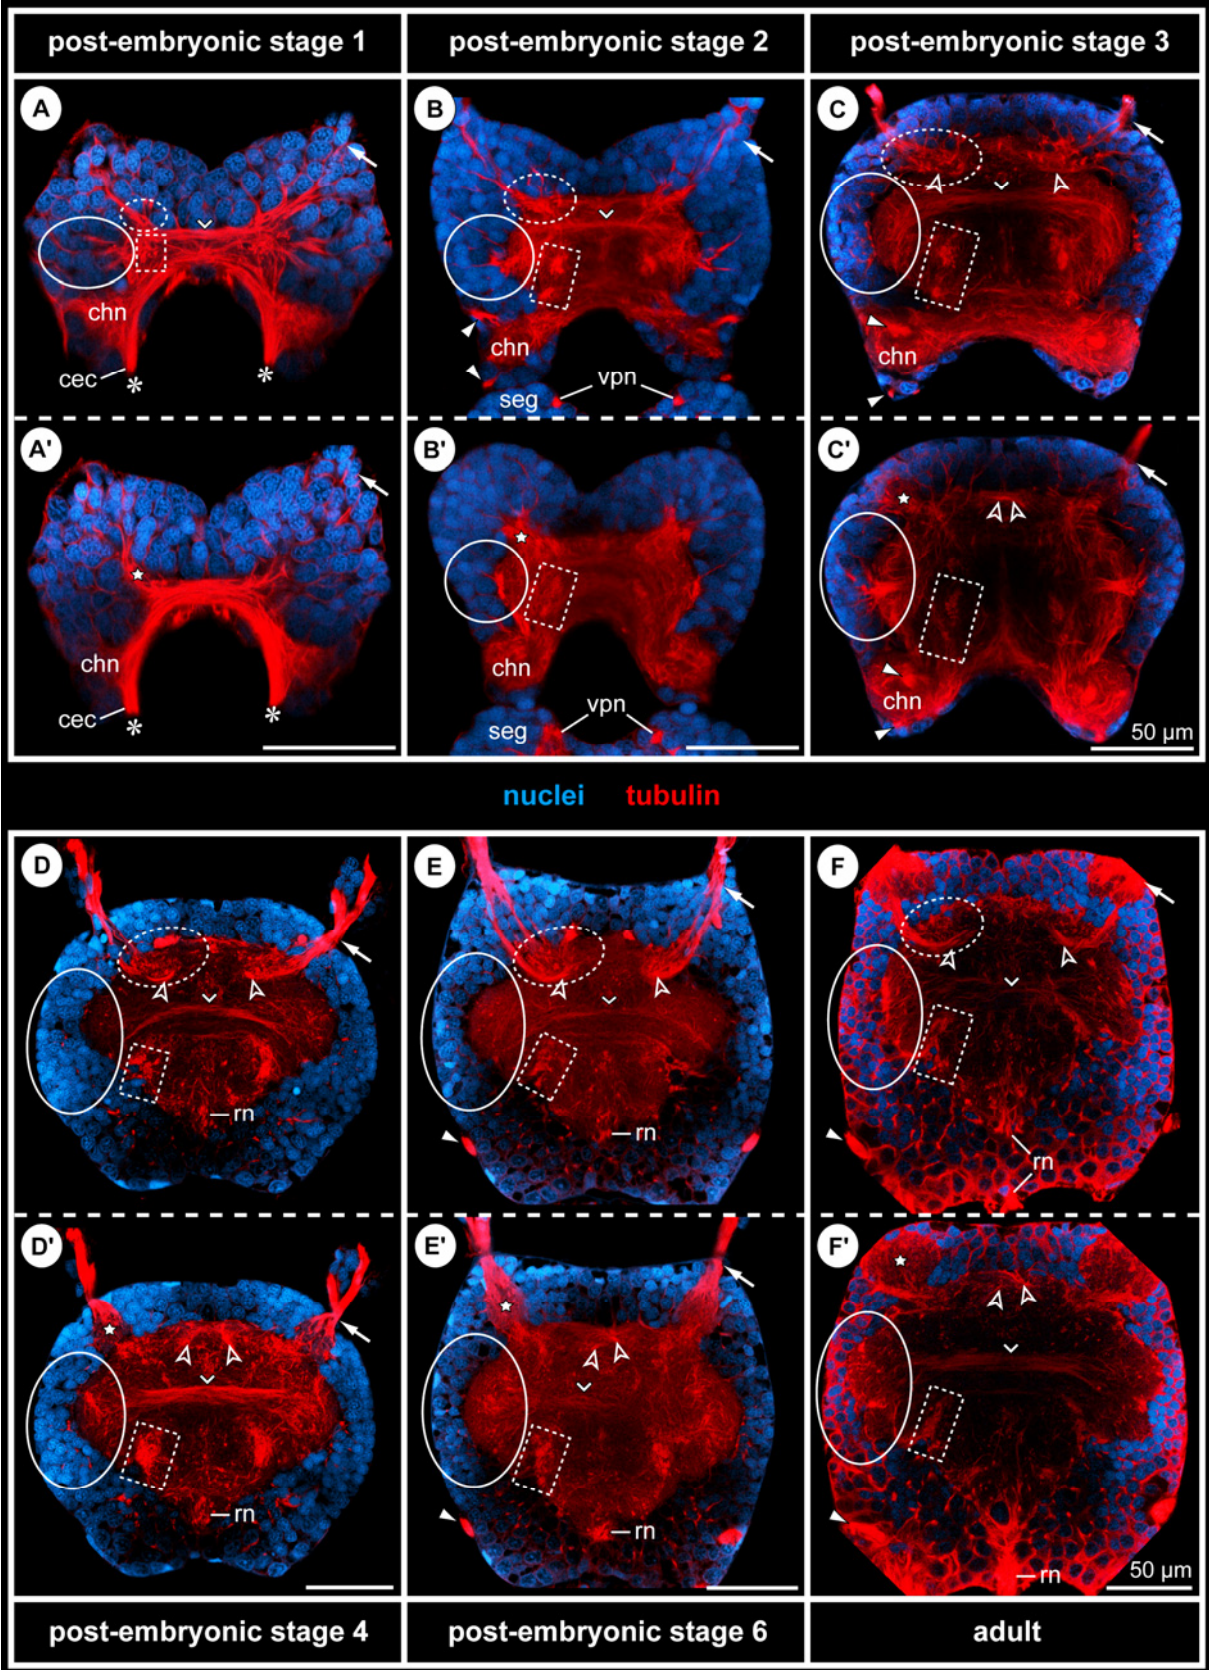 post-embryonic stage 1 post-embryonic stage 2 post-embryonic stage 3
A B C
chn
cec
* *
chn
seg
vpn
chn
A' B' C'
chn
cec
* *
chn
seg
vpn
chn
50 µm
nuclei tubulin
D E F
rn
rn
rn
D' E' F'
rn
rn
rn
50 µm
post-embryonic stage 4 post-embryonic stage 6 adult